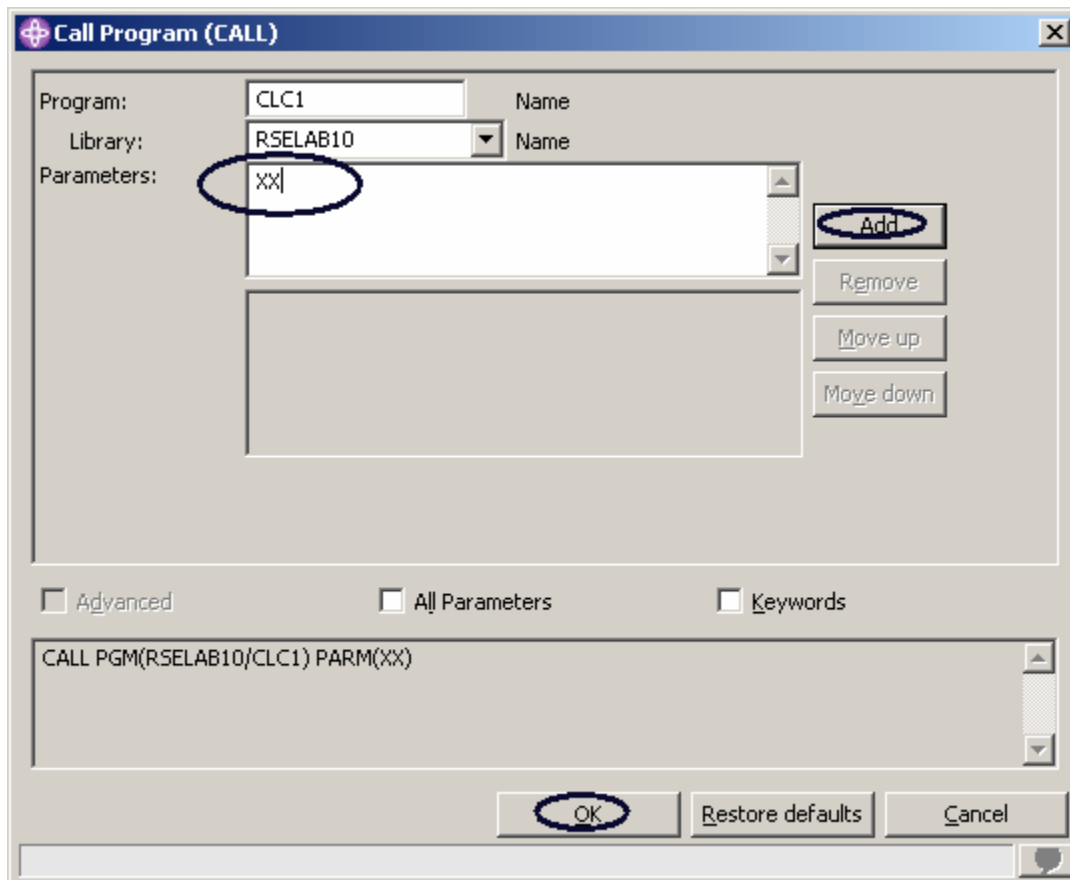 Call Program (CALL)
Program: CLC1 Name
Library: RSELAB10 Name
Parameters: XX
Add
Remove
Move up
Move down
Advanced All Parameters Keywords
CALL PGM(RSELAB10/CLC1) PARM(XX)
OK Restore defaults Cancel